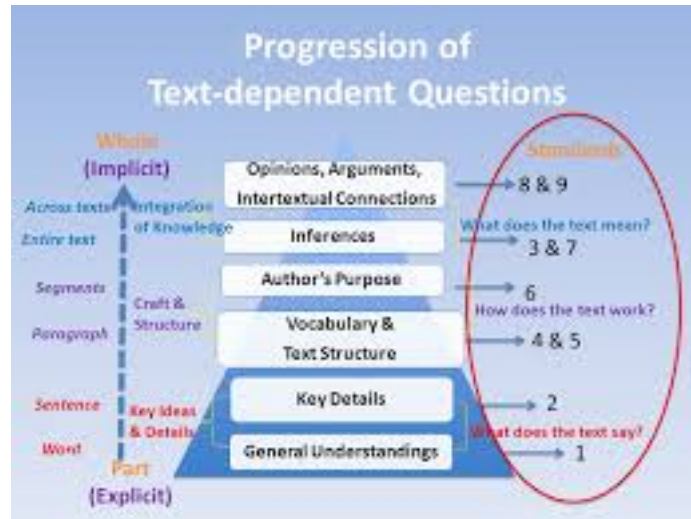 Progression of
Text-dependent Questions
Whole
(Implicit)
Standards
Opinions, Arguments,
Intertextual Connections
8 & 9
Across texts
Integration
of Knowledge
Entire text
What does the text mean?
Inferences
3 & 7
Author's Purpose
6
Segments
Craft &
Structure
How does the text work?
Paragraph
Vocabulary &
Text Structure
4 & 5
Key Details
2
Sentence
Key Ideas
& Details
What does the text say?
Word
General Understandings
1
Part
(Explicit)